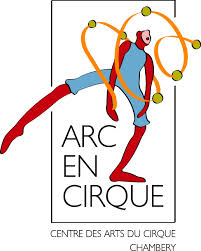 ARC
EN
CIRQUE
CENTRE DES ARTS DU CIRQUE
CHAMBERY